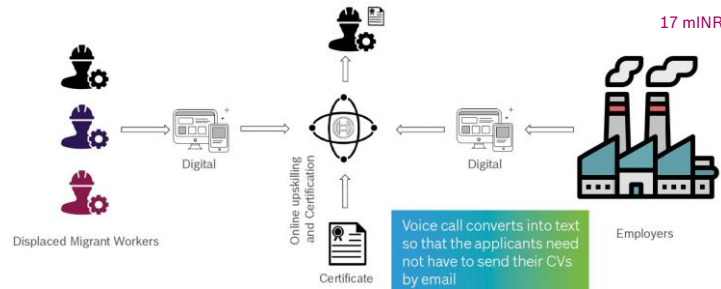 17 mINR
Digital
Digital
Online upskilling
and Certification
Displaced Migrant Workers
Certificate
Voice call converts into text
so that the applicants need
not have to send their CVs
by email
Employers